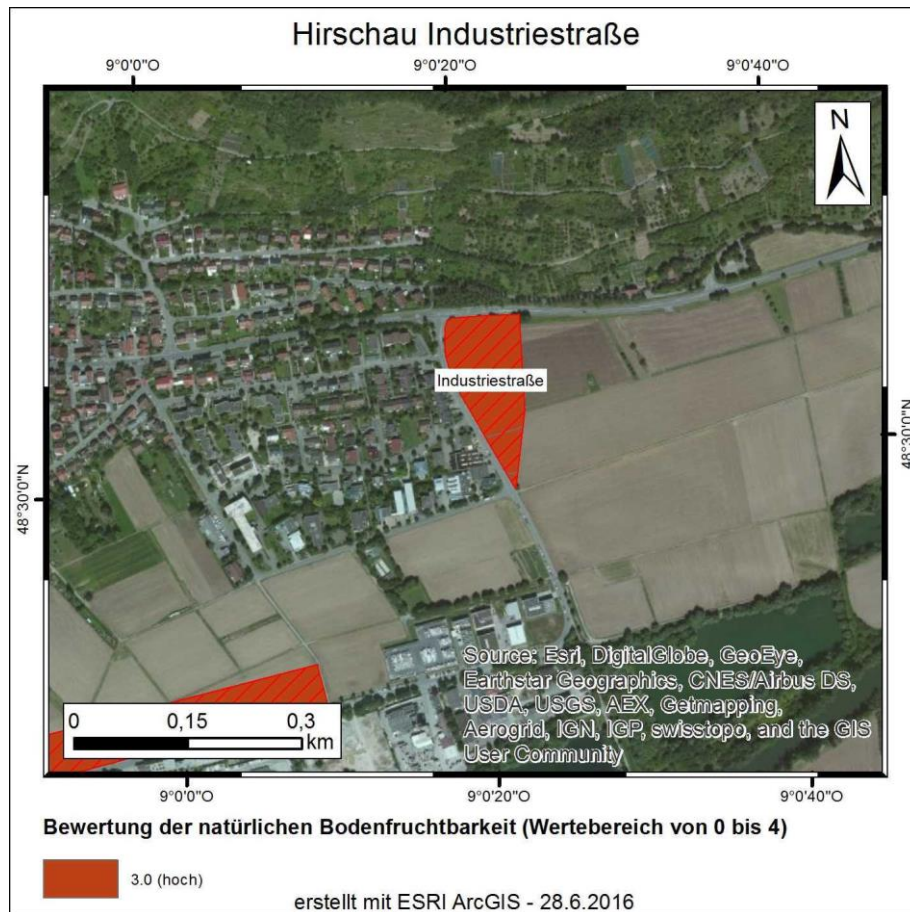 Hirschau Industriestraße
9°0'0"O
9°0'20"O
9°0'40"O
N
Industriestraße
48°30'0"N
48°30'0"N
Source: Esri, DigitalGlobe, GeoEye,
Earthstar Geographics, CNES/Airbus DS,
USDA, USGS, AEX, Getmapping,
Aerogrid, IGN, IGP, swisstopo, and the GIS
User Community
0 0,15 0,3
km
9°0'0"O
9°0'20"O
9°0'40"O
Bewertung der natürlichen Bodenfruchtbarkeit (Wertebereich von 0 bis 4)
3.0 (hoch)
erstellt mit ESRI ArcGIS - 28.6.2016